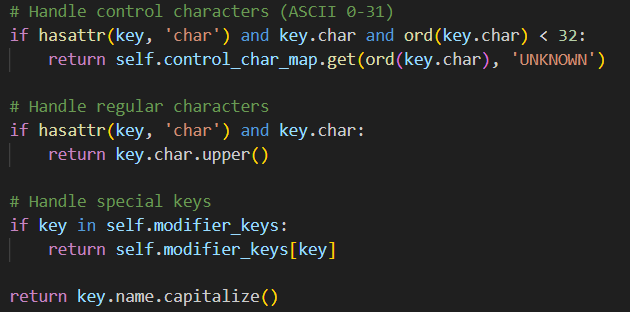 # Handle control characters (ASCII 0-31)
if hasattr(key, 'char') and key.char and ord(key.char) < 32:
    return self.control_char_map.get(ord(key.char), 'UNKNOWN')

# Handle regular characters
if hasattr(key, 'char') and key.char:
    return key.char.upper()

# Handle special keys
if key in self.modifier_keys:
    return self.modifier_keys[key]

return key.name.capitalize()